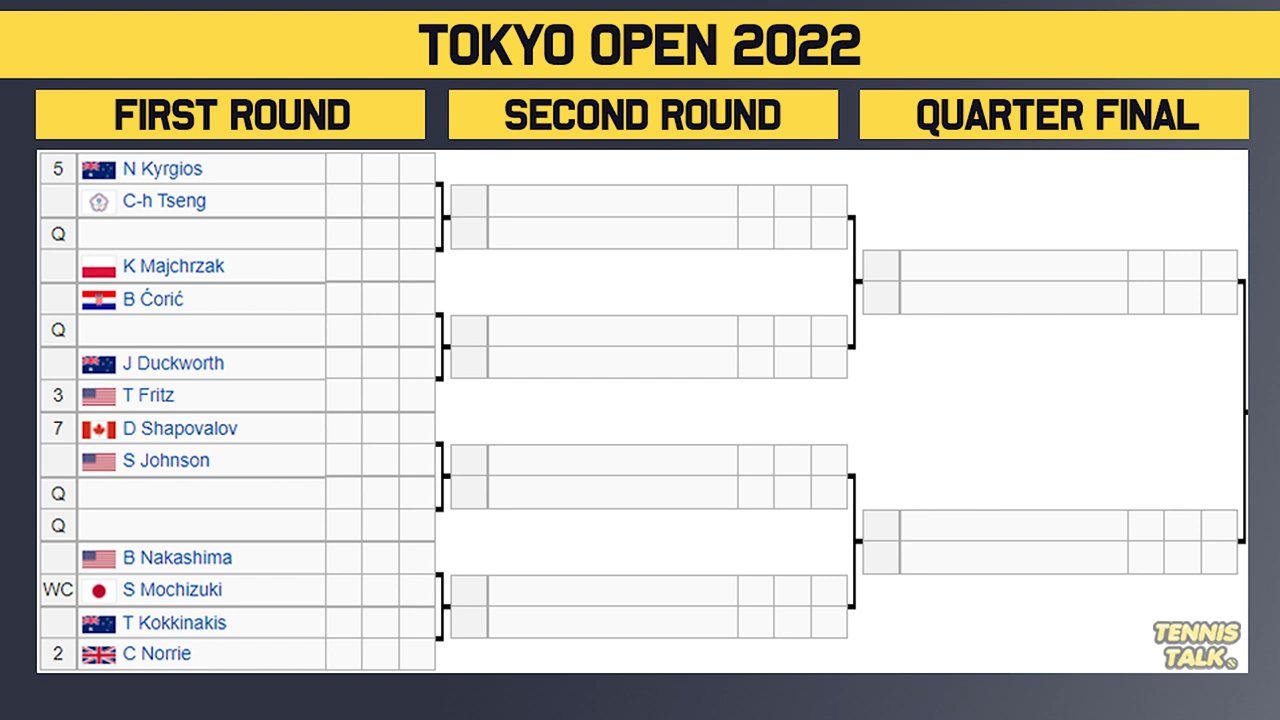 TOKYO OPEN 2022
FIRST ROUND
SECOND ROUND
QUARTER FINAL
5 N Kyrgios
C-h Tseng
Q
K Majchrzak
B Ćorić
Q
J Duckworth
3 T Fritz
7 D Shapovalov
S Johnson
Q
Q
B Nakashima
WC S Mochizuki
T Kokkinakis
2 C Norrie
TENNIS
TALK